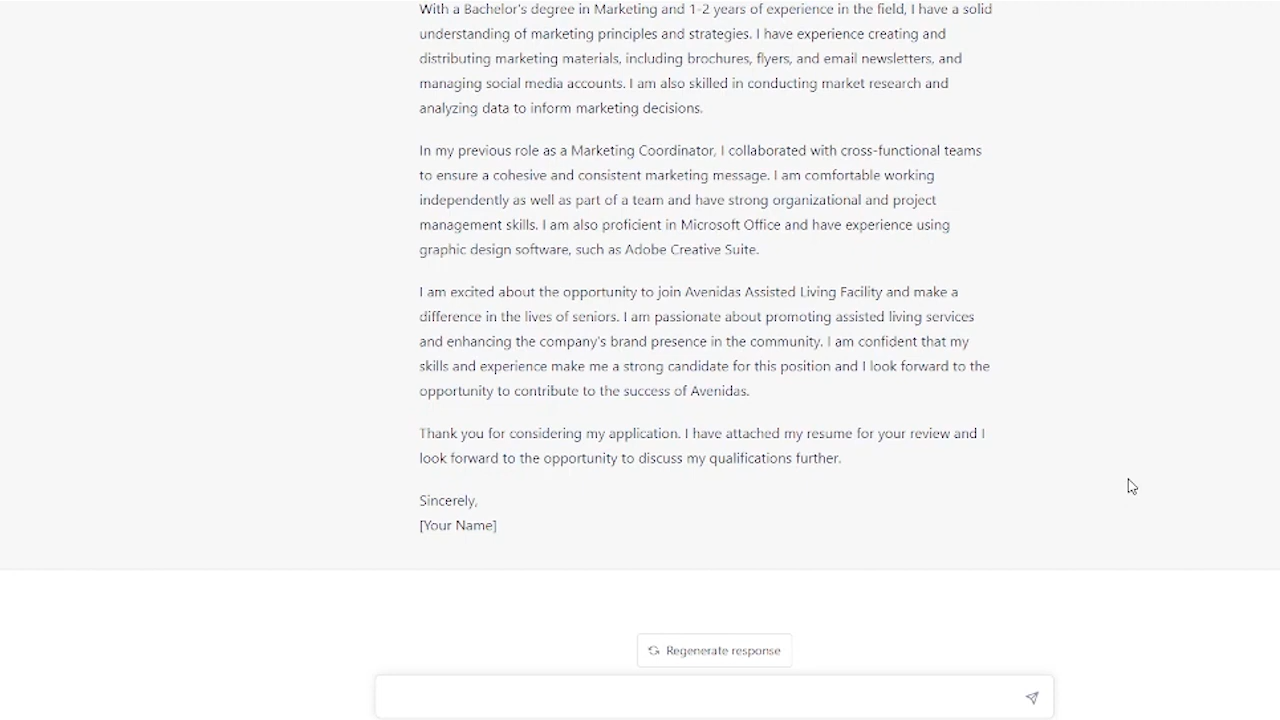 With a Bachelor's degree in Marketing and 1-2 years of experience in the field, I have a solid
understanding of marketing principles and strategies. I have experience creating and
distributing marketing materials, including brochures, flyers, and email newsletters, and
managing social media accounts. I am also skilled in conducting market research and
analyzing data to inform marketing decisions.
In my previous role as a Marketing Coordinator, I collaborated with cross-functional teams
to ensure a cohesive and consistent marketing message. I am comfortable working
independently as well as part of a team and have strong organizational and project
management skills. I am also proficient in Microsoft Office and have experience using
graphic design software, such as Adobe Creative Suite.
I am excited about the opportunity to join Avenidas Assisted Living Facility and make a
difference in the lives of seniors. I am passionate about promoting assisted living services
and enhancing the company's brand presence in the community. I am confident that my
skills and experience make me a strong candidate for this position and I look forward to the
opportunity to contribute to the success of Avenidas.
Thank you for considering my application. I have attached my resume for your review and I
look forward to the opportunity to discuss my qualifications further.
Sincerely,
[Your Name]
Regenerate response